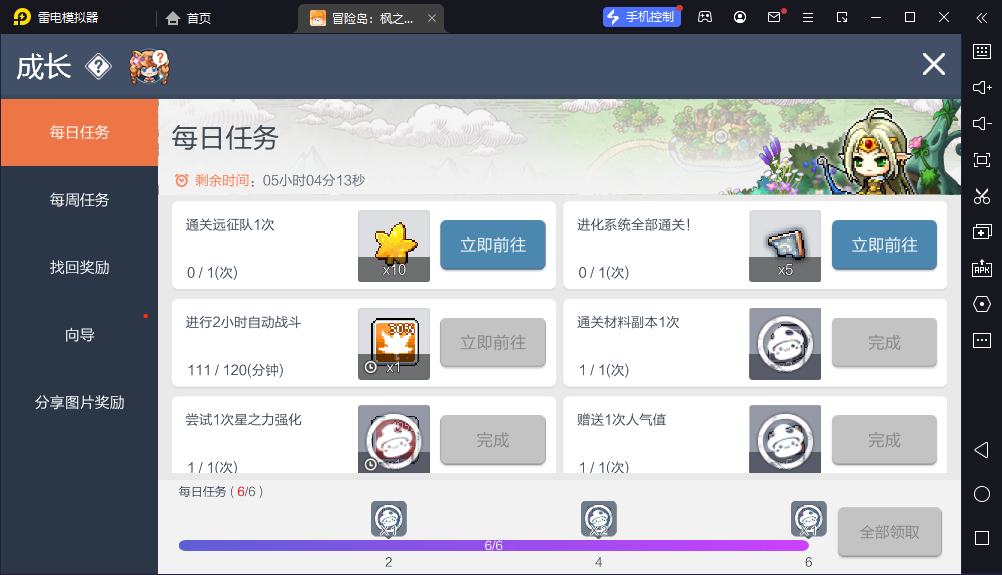 雷电模拟器
首页
冒险岛：枫之...
手机控制
成长
?
每日任务
每周任务
找回奖励
向导
分享图片奖励
每日任务
剩余时间：05小时04分13秒
通关远征队1次
0 / 1(次)
x10
立即前往
进化系统全部通关!
0 / 1(次)
x5
立即前往
进行2小时自动战斗
111 / 120(分钟)
30%
x1
立即前往
通关材料副本1次
1 / 1(次)
完成
尝试1次星之力强化
1 / 1(次)
完成
赠送1次人气值
1 / 1(次)
完成
每日任务 ( 6/6 )
6/6
2
4
6
全部领取
APK